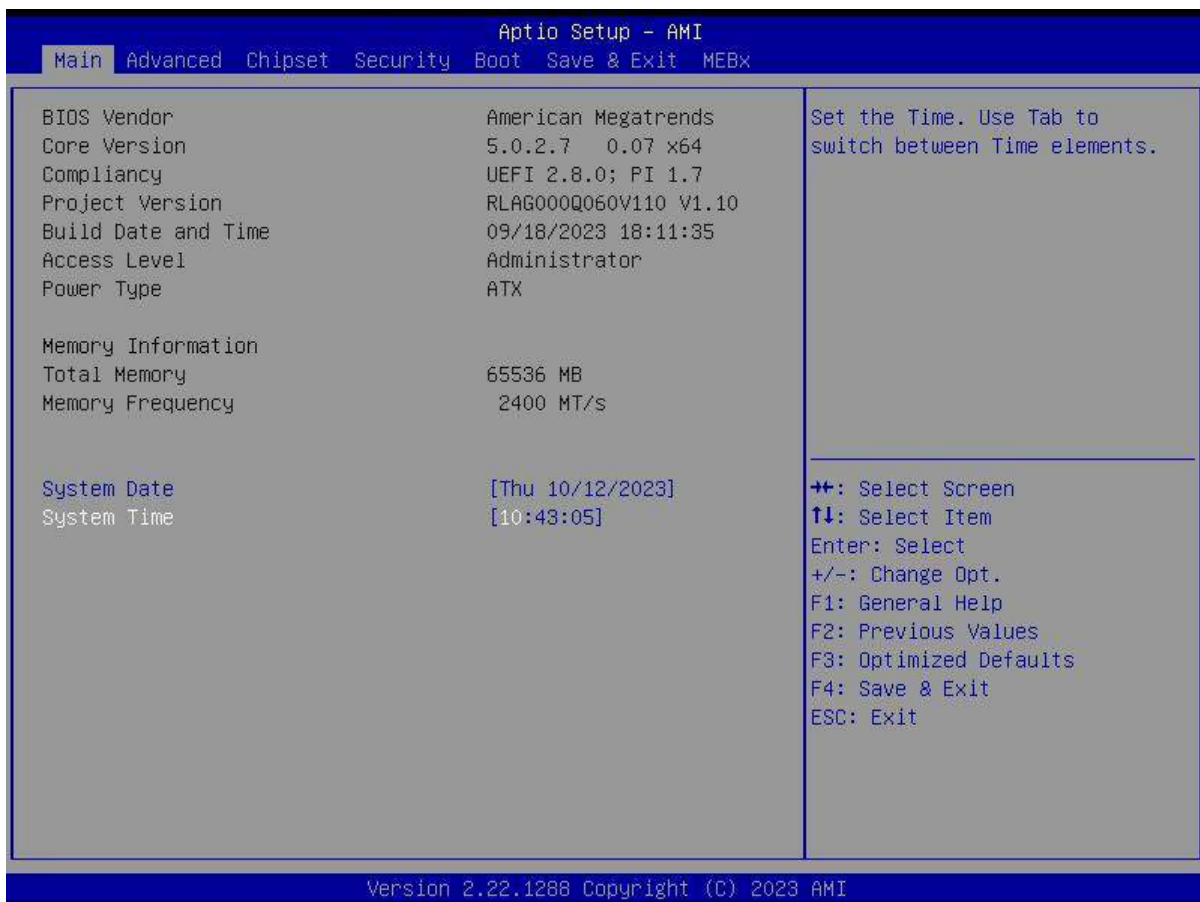 Aptio Setup - AMI
Main Advanced Chipset Security Boot Save & Exit MEBx
BIOS Vendor American Megatrends
Core Version 5.0.2.7 0.07 x64
Compliancy UEFI 2.8.0; PI 1.7
Project Version RLAG000Q060V110 V1.10
Build Date and Time 09/18/2023 18:11:35
Access Level Administrator
Power Type ATX
Memory Information
Total Memory 65536 MB
Memory Frequency 2400 MT/s
System Date [Thu 10/12/2023]
System Time [10:43:05]
Set the Time. Use Tab to
switch between Time elements.
→←: Select Screen
↑↓: Select Item
Enter: Select
+/-: Change Opt.
F1: General Help
F2: Previous Values
F3: Optimized Defaults
F4: Save & Exit
ESC: Exit
Version 2.22.1288 Copyright (C) 2023 AMI